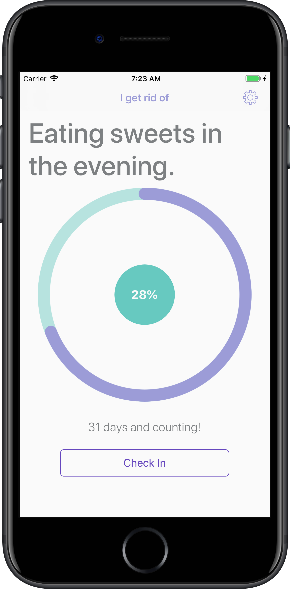 Carrier 7:23 AM
I get rid of
Eating sweets in
the evening.
28%
31 days and counting!
Check In